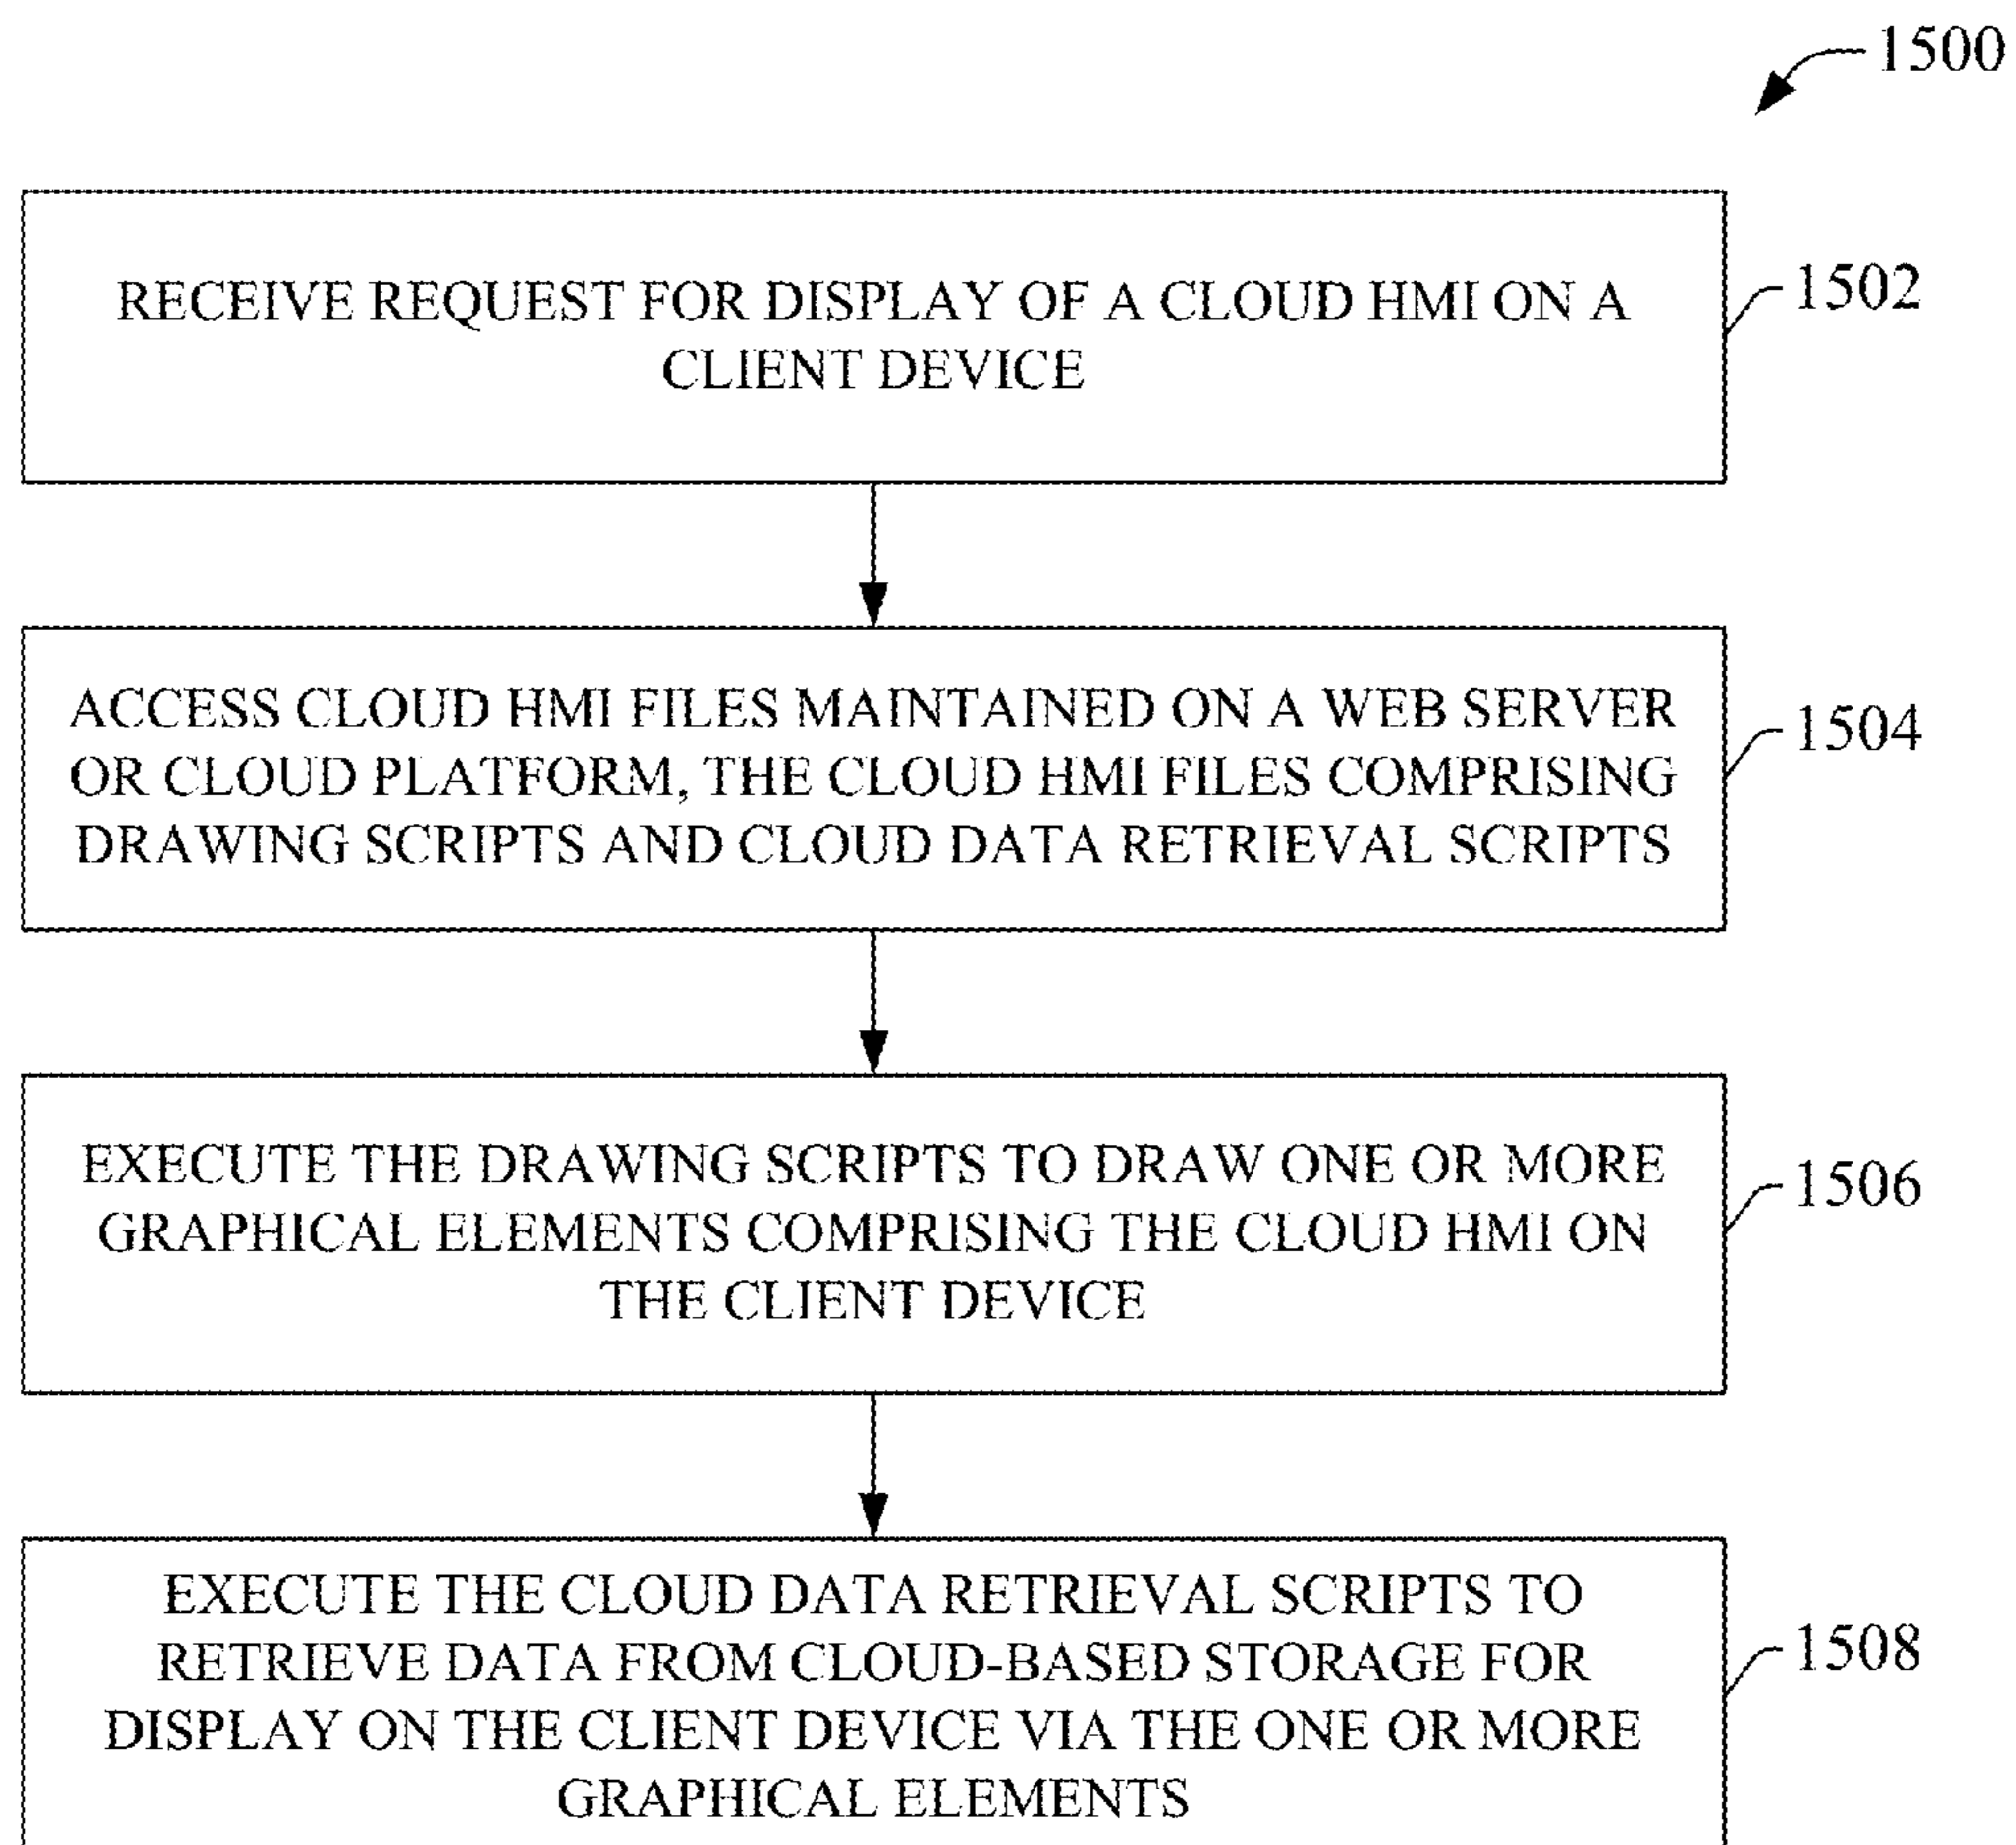 1500
RECEIVE REQUEST FOR DISPLAY OF A CLOUD HMI ON A
CLIENT DEVICE
1502
ACCESS CLOUD HMI FILES MAINTAINED ON A WEB SERVER
OR CLOUD PLATFORM, THE CLOUD HMI FILES COMPRISING
DRAWING SCRIPTS AND CLOUD DATA RETRIEVAL SCRIPTS
1504
EXECUTE THE DRAWING SCRIPTS TO DRAW ONE OR MORE
GRAPHICAL ELEMENTS COMPRISING THE CLOUD HMI ON
THE CLIENT DEVICE
1506
EXECUTE THE CLOUD DATA RETRIEVAL SCRIPTS TO
RETRIEVE DATA FROM CLOUD-BASED STORAGE FOR
DISPLAY ON THE CLIENT DEVICE VIA THE ONE OR MORE
GRAPHICAL ELEMENTS
1508